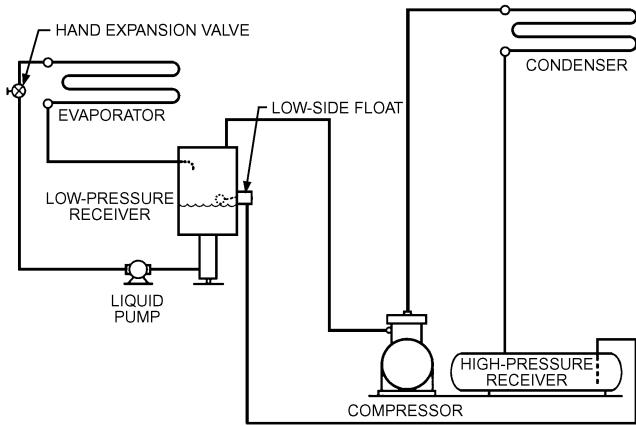 HAND EXPANSION VALVE
EVAPORATOR
CONDENSER
LOW-SIDE FLOAT
LOW-PRESSURE
RECEIVER
LIQUID
PUMP
HIGH-PRESSURE
RECEIVER
COMPRESSOR